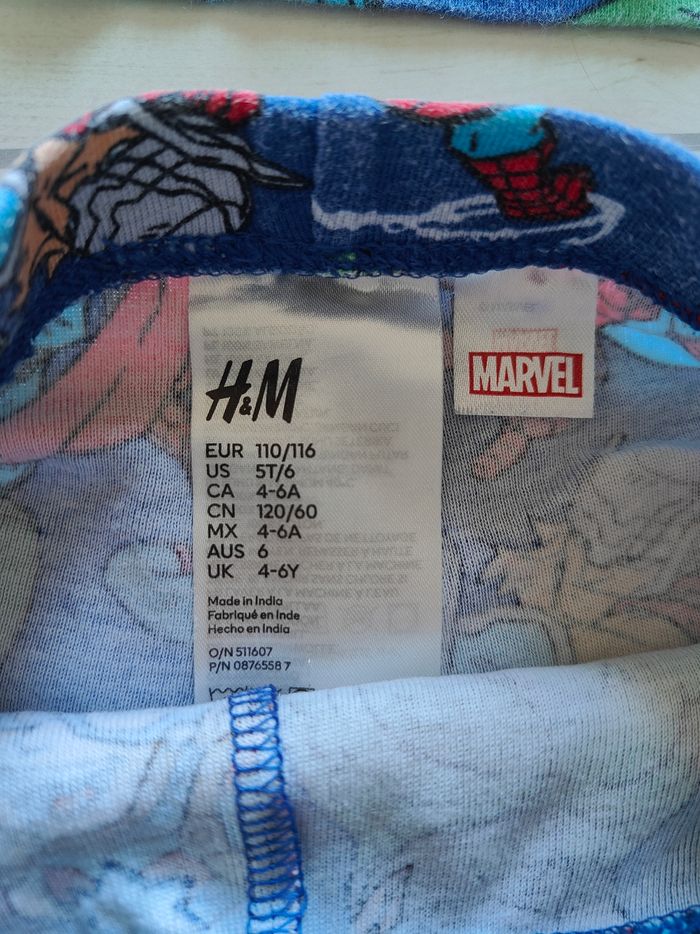 H&M
EUR 110/116
US 5T/6
CA 4-6A
CN 120/60
MX 4-6A
AUS 6
UK 4-6Y
Made in India
Fabriqué en Inde
Hecho en India
O/N 511607
P/N 0876558 7
MARVEL